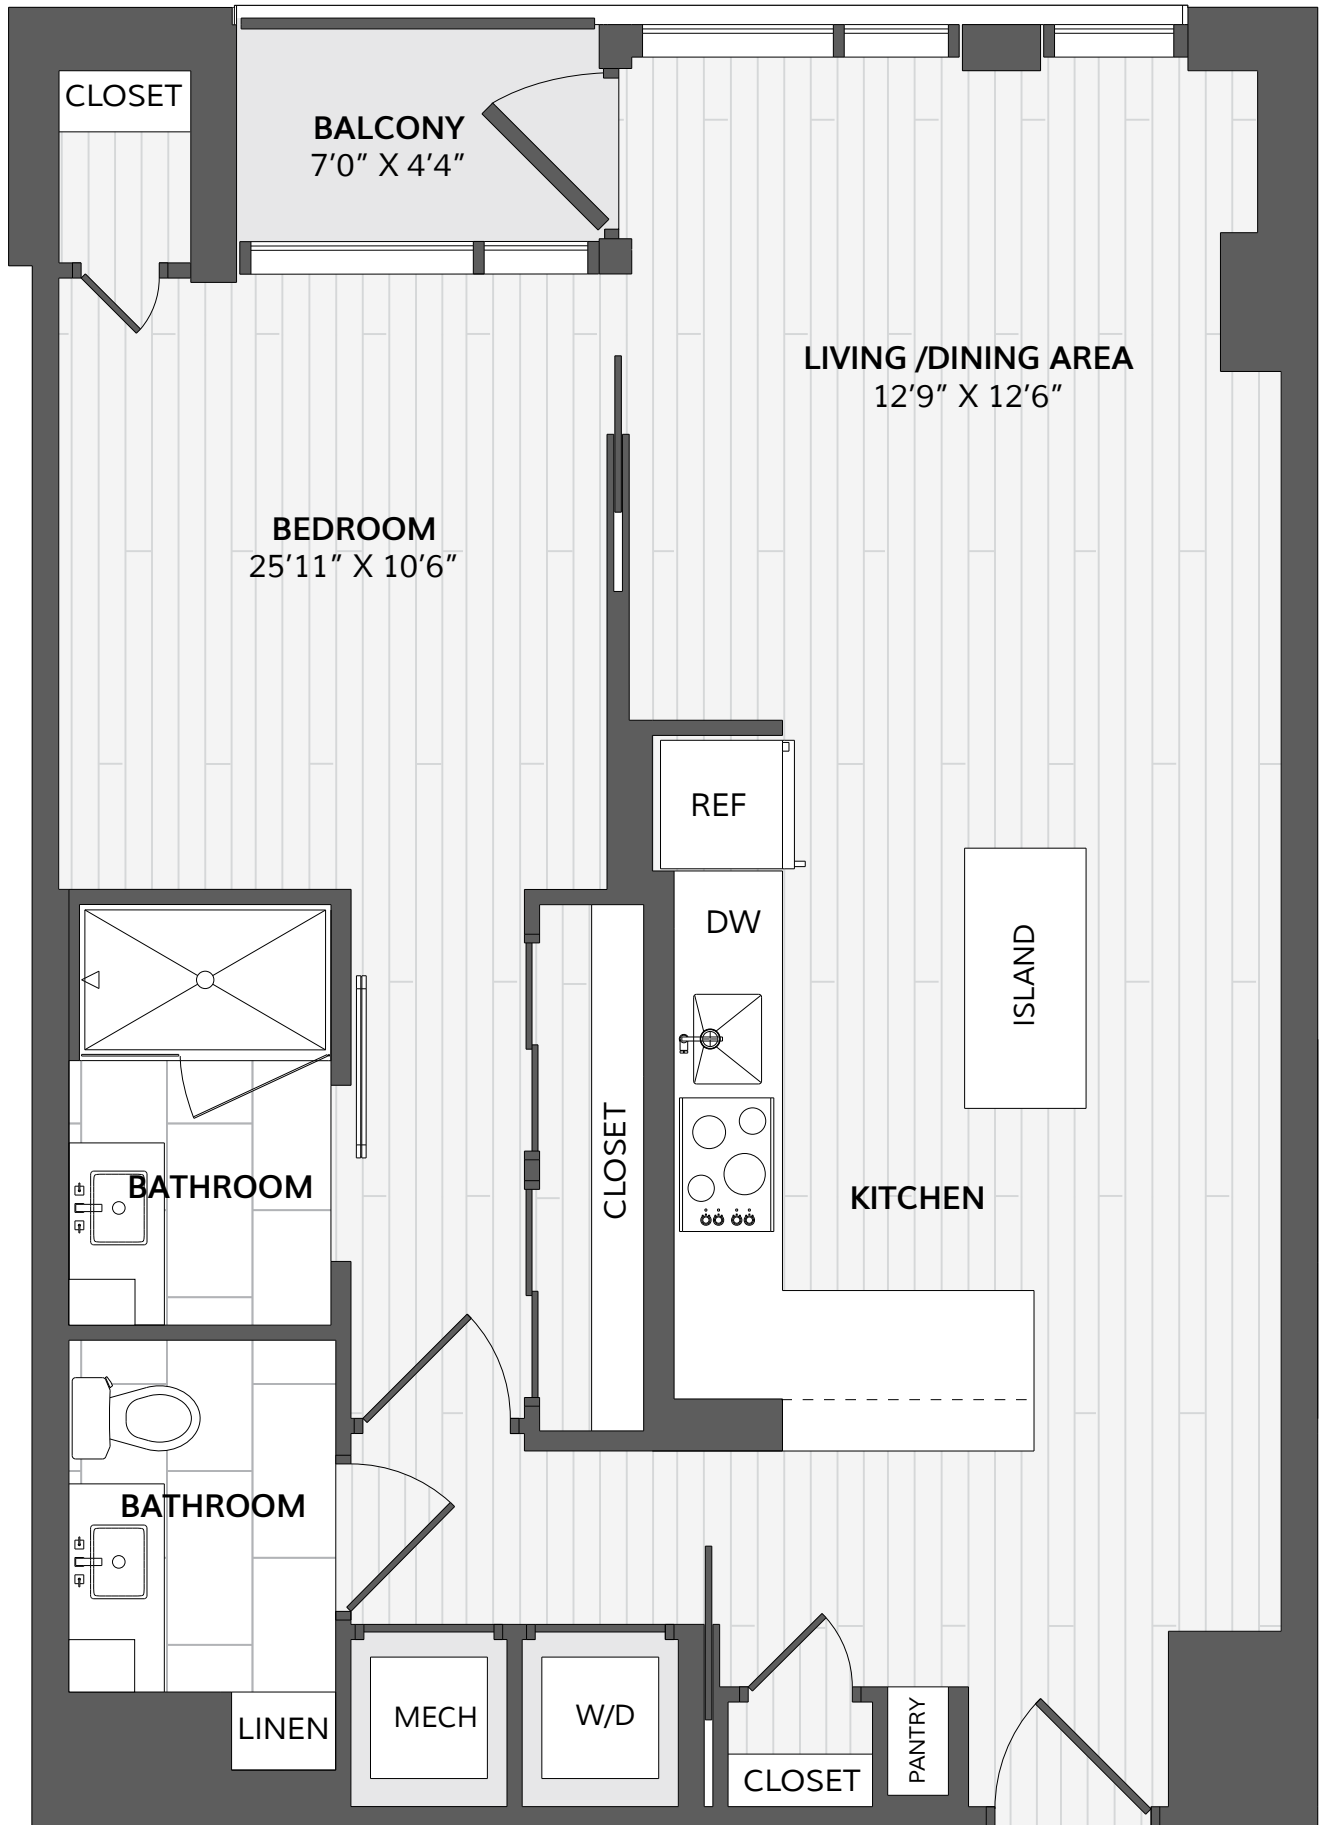 CLOSET
BALCONY
7’0” X 4’4”
LIVING /DINING AREA
12’9” X 12’6”
BEDROOM
25’11” X 10’6”
REF
DW
ISLAND
CLOSET
BATHROOM
KITCHEN
BATHROOM
LINEN
MECH
W/D
CLOSET
PANTRY